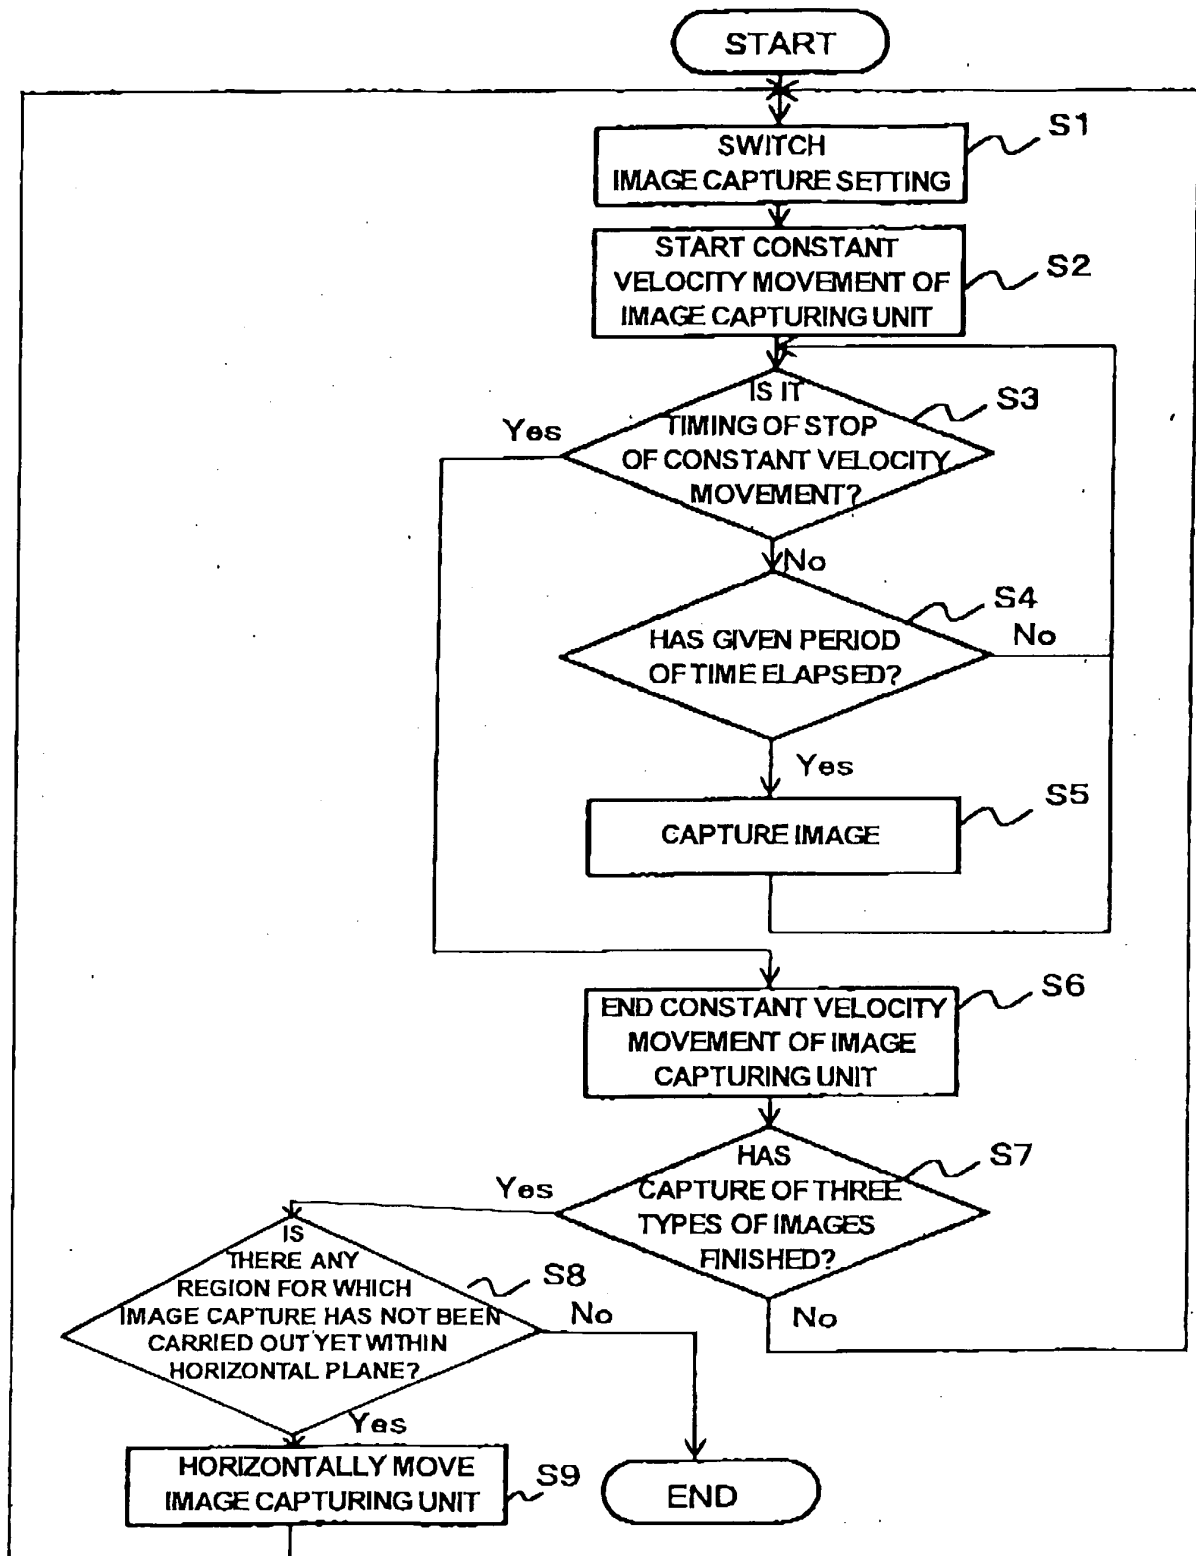 START
SWITCH
IMAGE CAPTURE SETTING
S1
START CONSTANT
VELOCITY MOVEMENT OF
IMAGE CAPTURING UNIT
S2
IS IT
TIMING OF STOP
OF CONSTANT VELOCITY
MOVEMENT?
S3
Yes
No
HAS GIVEN PERIOD
OF TIME ELAPSED?
S4
No
Yes
CAPTURE IMAGE
S5
END CONSTANT VELOCITY
MOVEMENT OF IMAGE
CAPTURING UNIT
S6
HAS
CAPTURE OF THREE
TYPES OF IMAGES
FINISHED?
S7
Yes
No
IS
THERE ANY
REGION FOR WHICH
IMAGE CAPTURE HAS NOT BEEN
CARRIED OUT YET WITHIN
HORIZONTAL PLANE?
S8
No
Yes
HORIZONTALLY MOVE
IMAGE CAPTURING UNIT
S9
END